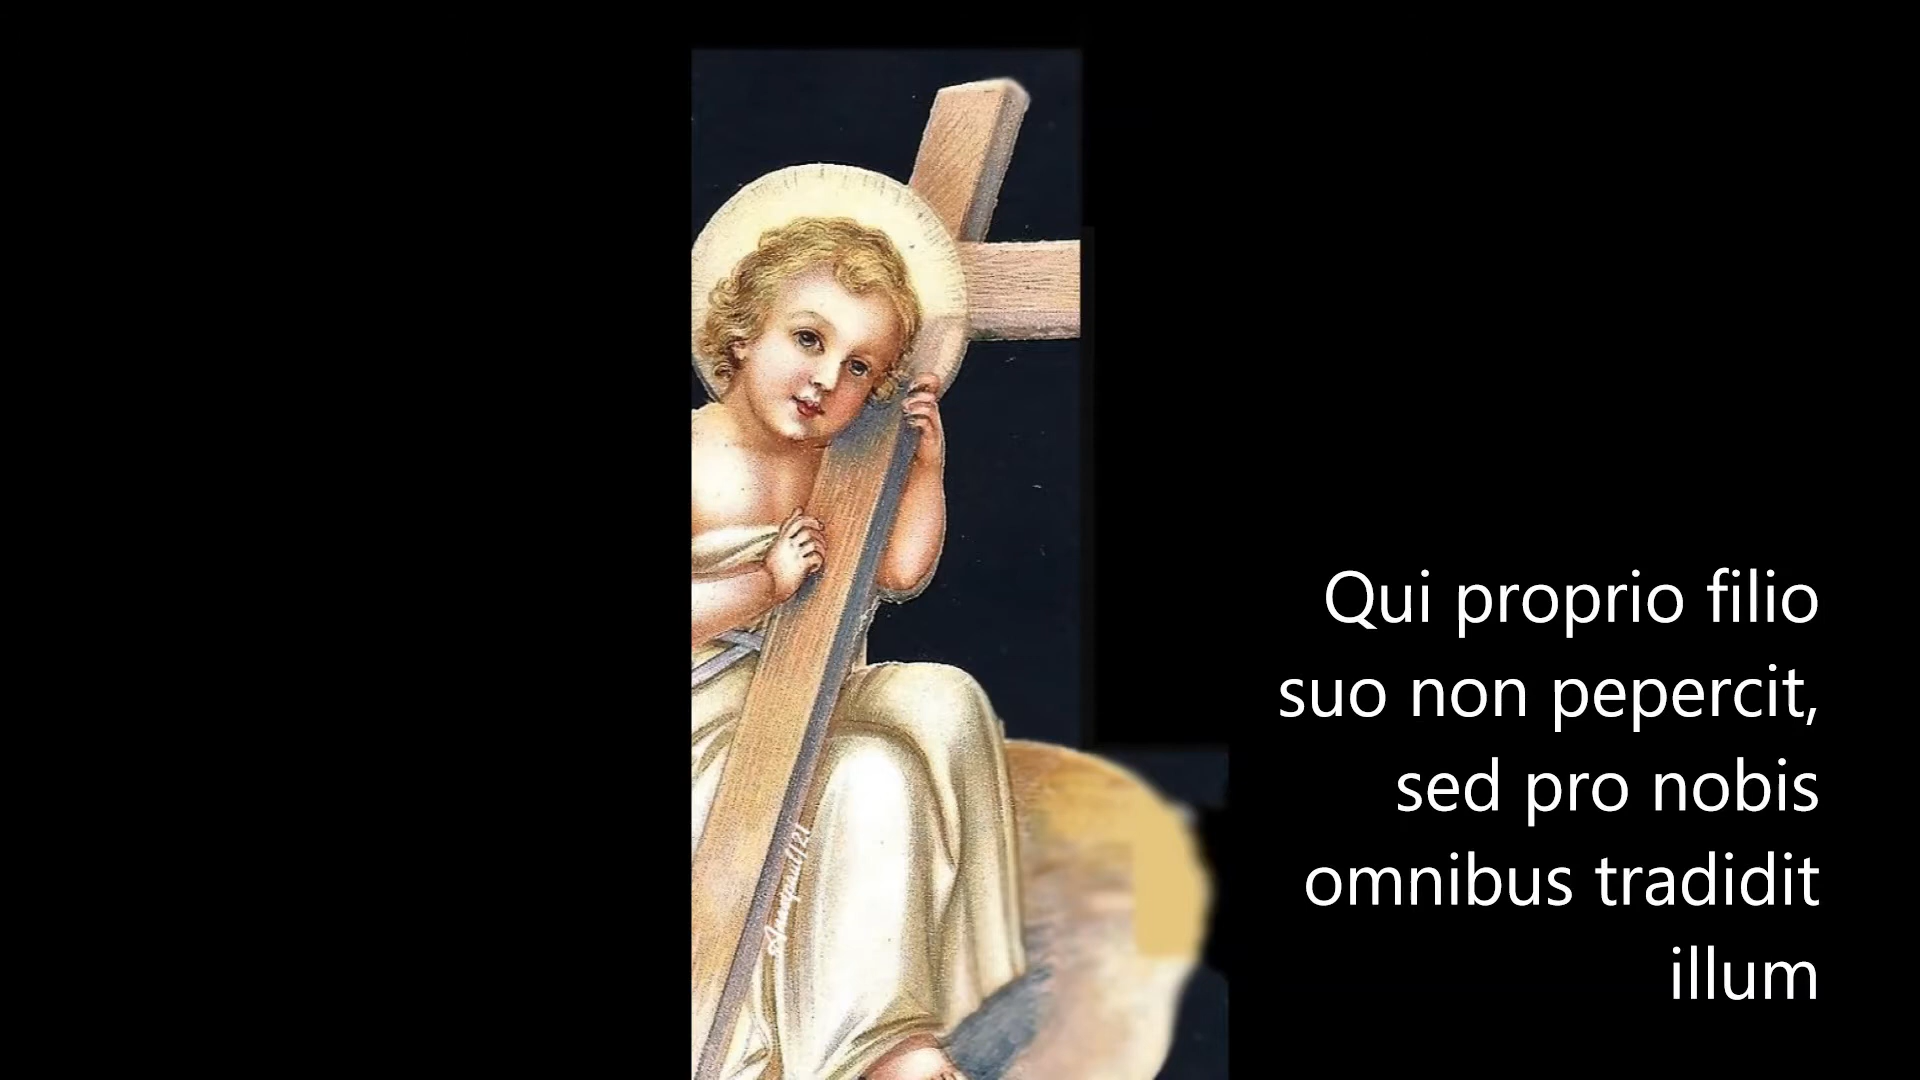 Qui proprio filio
suo non pepercit,
sed pro nobis
omnibus tradidit
illum